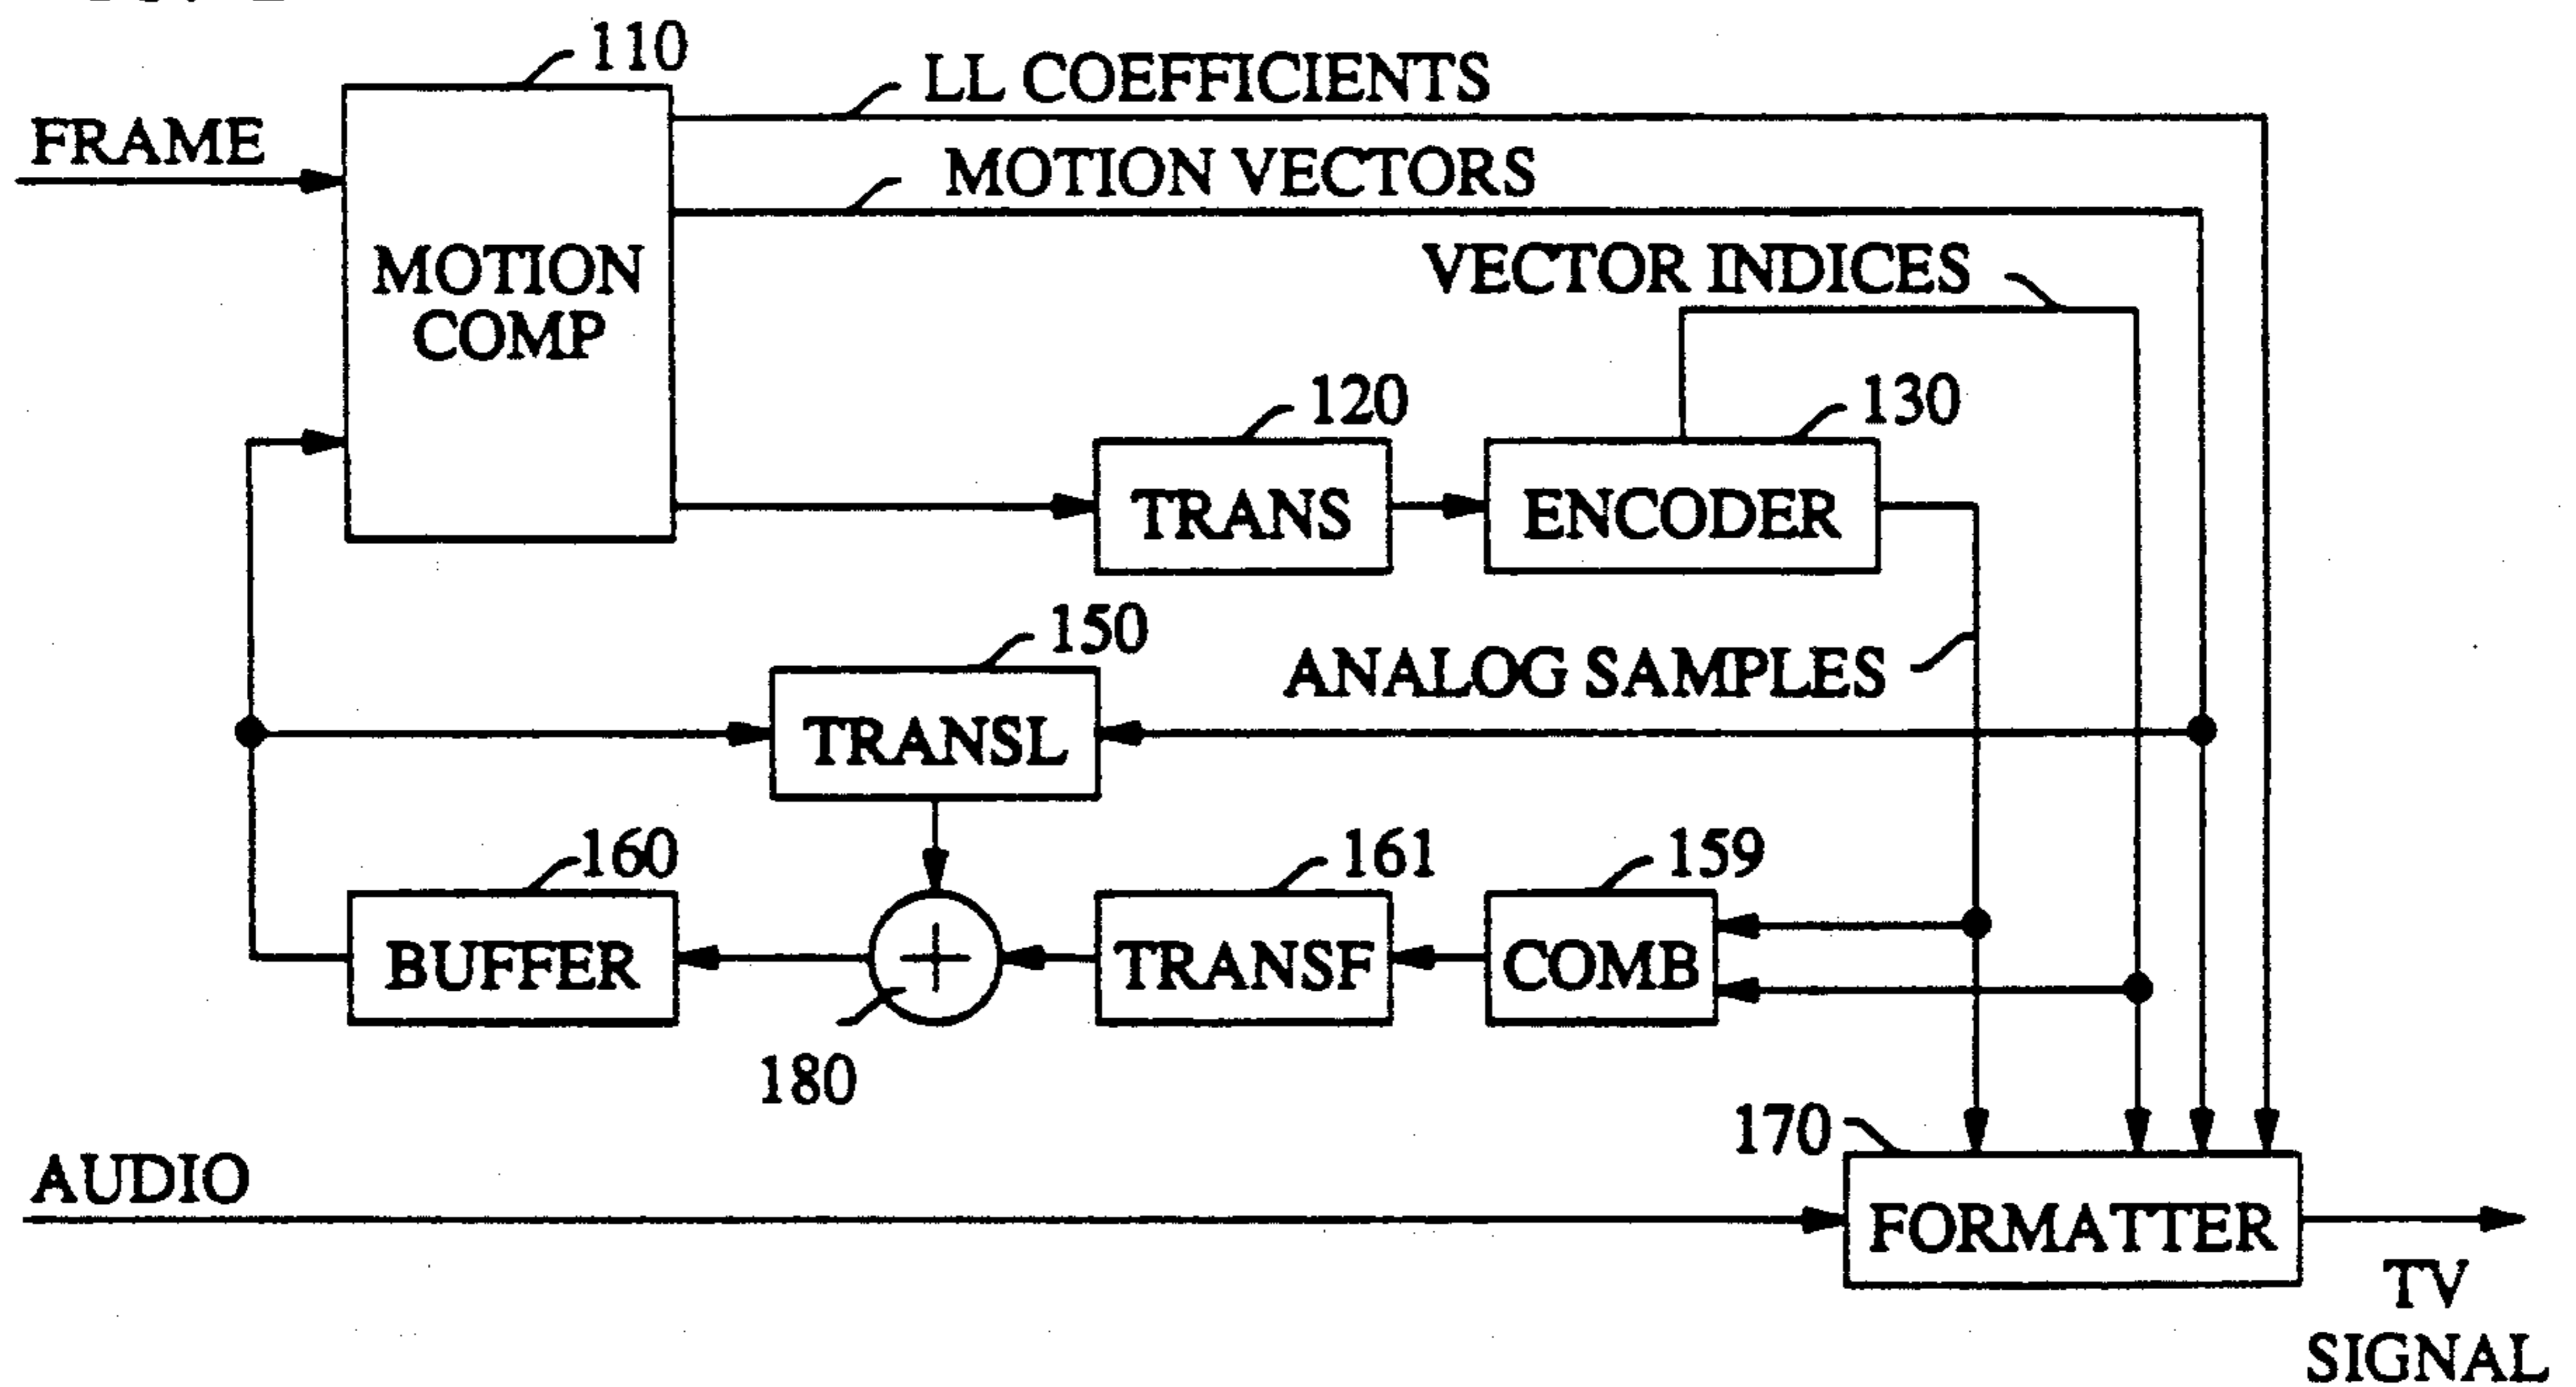 110
LL COEFFICIENTS
FRAME
MOTION VECTORS
MOTION
COMP
VECTOR INDICES
120
130
TRANS
ENCODER
150
ANALOG SAMPLES
TRANSL
160
161
159
BUFFER
+
TRANSF
COMB
180
170
AUDIO
FORMATTER
TV
SIGNAL